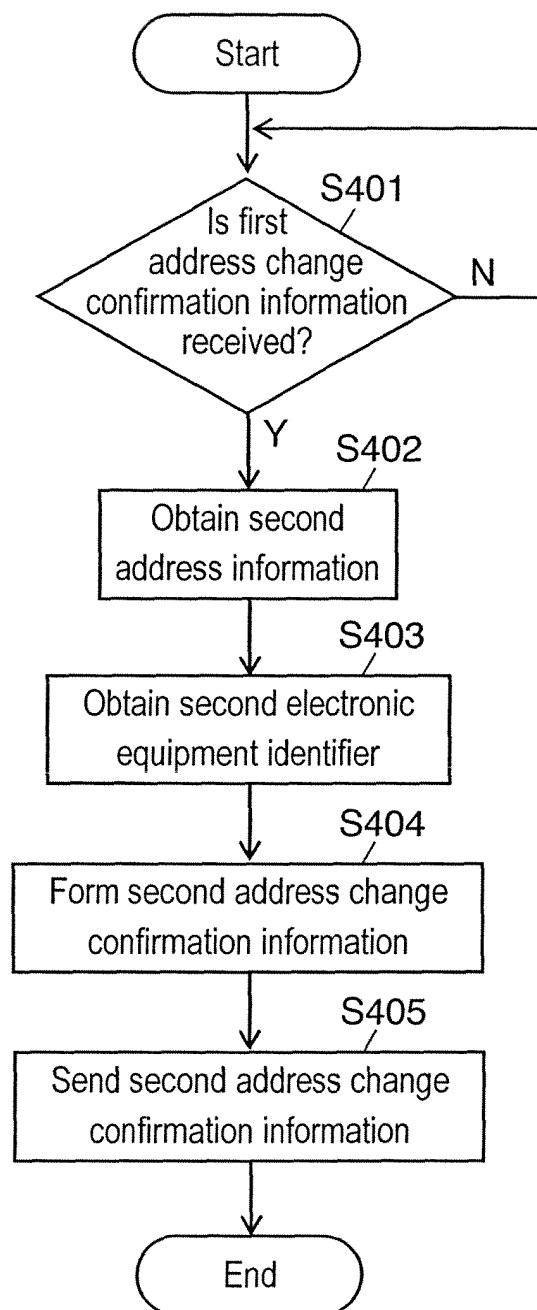 Start
S401
Is first
address change
confirmation information
received?
N
Y
S402
Obtain second
address information
S403
Obtain second electronic
equipment identifier
S404
Form second address change
confirmation information
S405
Send second address change
confirmation information
End